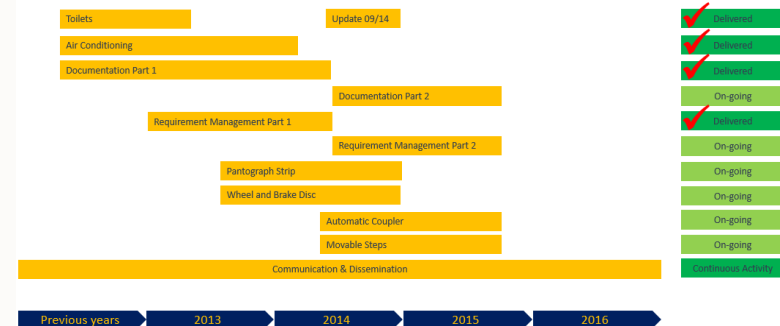 Toilets Update 09/14 Delivered
Air Conditioning Delivered
Documentation Part 1 Delivered
Documentation Part 2 On-going
Requirement Management Part 1 Delivered
Requirement Management Part 2 On-going
Pantograph Strip On-going
Wheel and Brake Disc On-going
Automatic Coupler On-going
Movable Steps On-going
Communication & Dissemination Continuous Activity
Previous years 2013 2014 2015 2016